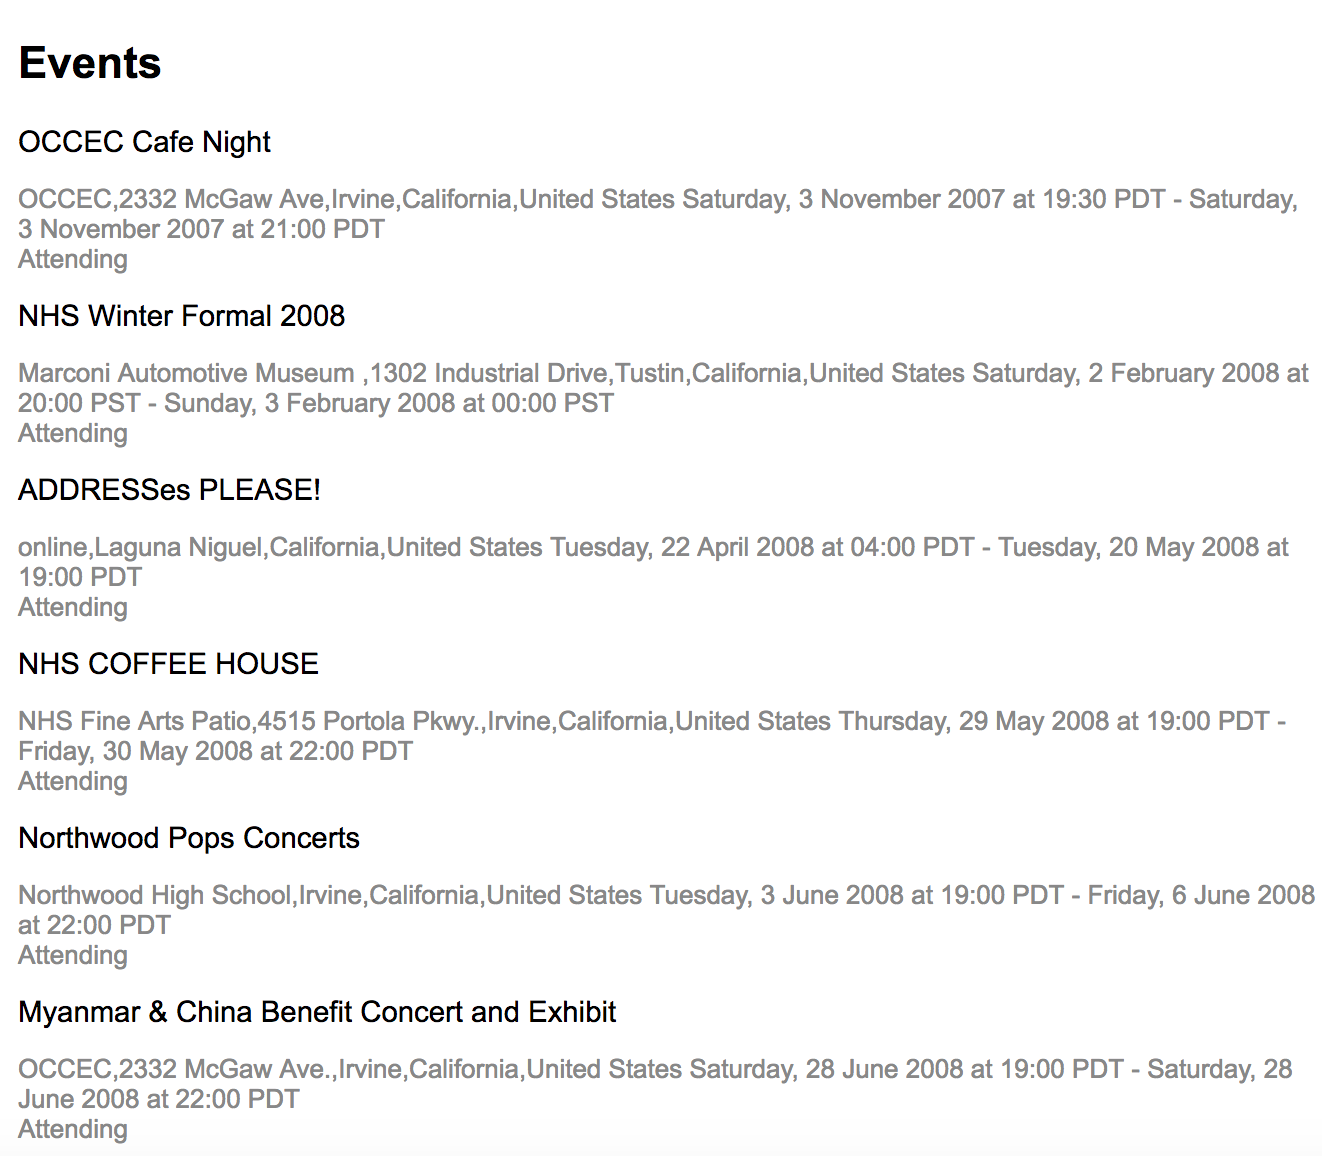 Events
OCCEC Cafe Night
OCCEC,2332 McGaw Ave,Irvine,California,United States Saturday, 3 November 2007 at 19:30 PDT - Saturday,
3 November 2007 at 21:00 PDT
Attending
NHS Winter Formal 2008
Marconi Automotive Museum ,1302 Industrial Drive,Tustin,California,United States Saturday, 2 February 2008 at
20:00 PST - Sunday, 3 February 2008 at 00:00 PST
Attending
ADDRESSes PLEASE!
online,Laguna Niguel,California,United States Tuesday, 22 April 2008 at 04:00 PDT - Tuesday, 20 May 2008 at
19:00 PDT
Attending
NHS COFFEE HOUSE
NHS Fine Arts Patio,4515 Portola Pkwy.,Irvine,California,United States Thursday, 29 May 2008 at 19:00 PDT -
Friday, 30 May 2008 at 22:00 PDT
Attending
Northwood Pops Concerts
Northwood High School,Irvine,California,United States Tuesday, 3 June 2008 at 19:00 PDT - Friday, 6 June 2008
at 22:00 PDT
Attending
Myanmar & China Benefit Concert and Exhibit
OCCEC,2332 McGaw Ave.,Irvine,California,United States Saturday, 28 June 2008 at 19:00 PDT - Saturday, 28
June 2008 at 22:00 PDT
Attending